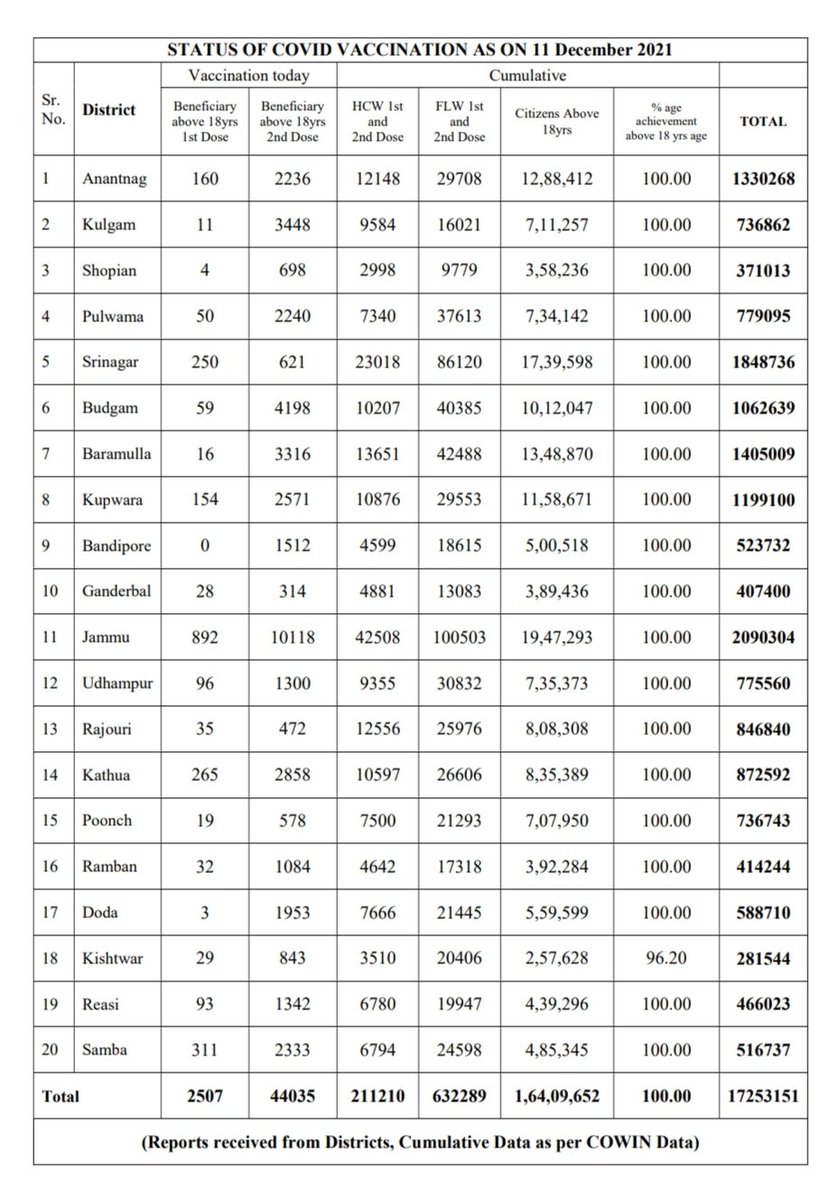 STATUS OF COVID VACCINATION AS ON 11 December 2021
Vaccination today Cumulative
Sr. No. District Beneficiary above 18yrs 1st Dose Beneficiary above 18yrs 2nd Dose HCW 1st and 2nd Dose FLW 1st and 2nd Dose Citizens Above 18yrs % age achievement above 18 yrs age TOTAL
1 Anantnag 160 2236 12148 29708 12,88,412 100.00 1330268
2 Kulgam 11 3448 9584 16021 7,11,257 100.00 736862
3 Shopian 4 698 2998 9779 3,58,236 100.00 371013
4 Pulwama 50 2240 7340 37613 7,34,142 100.00 779095
5 Srinagar 250 621 23018 86120 17,39,598 100.00 1848736
6 Budgam 59 4198 10207 40385 10,12,047 100.00 1062639
7 Baramulla 16 3316 13651 42488 13,48,870 100.00 1405009
8 Kupwara 154 2571 10876 29553 11,58,671 100.00 1199100
9 Bandipore 0 1512 4599 18615 5,00,518 100.00 523732
10 Ganderbal 28 314 4881 13083 3,89,436 100.00 407400
11 Jammu 892 10118 42508 100503 19,47,293 100.00 2090304
12 Udhampur 96 1300 9355 30832 7,35,373 100.00 775560
13 Rajouri 35 472 12556 25976 8,08,308 100.00 846840
14 Kathua 265 2858 10597 26606 8,35,389 100.00 872592
15 Poonch 19 578 7500 21293 7,07,950 100.00 736743
16 Ramban 32 1084 4642 17318 3,92,284 100.00 414244
17 Doda 3 1953 7666 21445 5,59,599 100.00 588710
18 Kishtwar 29 843 3510 20406 2,57,628 96.20 281544
19 Reasi 93 1342 6780 19947 4,39,296 100.00 466023
20 Samba 311 2333 6794 24598 4,85,345 100.00 516737
Total 2507 44035 211210 632289 1,64,09,652 100.00 17253151
(Reports received from Districts, Cumulative Data as per COWIN Data)